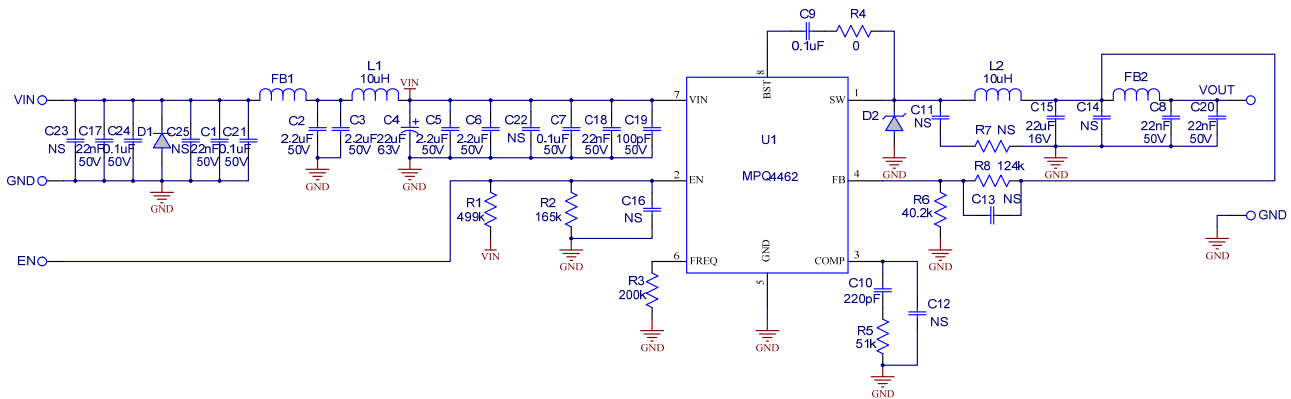 C9
R4
0.1uF
0
FB1
L1
10uH
VIN
L2
10uH
FB2
VOUT
VIN
C23
NS
C17
22nF
50V
C24
0.1uF
50V
D1
C25
NS
C1
22nF
50V
C21
0.1uF
50V
C2
2.2uF
50V
C3
2.2uF
50V
C4
22uF
63V
+
C5
2.2uF
50V
C6
2.2uF
50V
C22
NS
C7
0.1uF
50V
C18
22nF
50V
C19
100pF
50V
7
VIN
8
BST
SW
1
U1
MPQ4462
D2
C11
NS
R7 NS
C15
22uF
16V
C14
NS
C8
22nF
50V
C20
22nF
50V
GND
GND
GND
GND
GND
GND
GND
2
EN
FB
4
R8 124k
C13
NS
R6
40.2k
GND
GND
GND
R1
499k
VIN
R2
165k
GND
C16
NS
EN
6
FREQ
R3
200k
GND
GND
5
GND
COMP
3
C10
220pF
R5
51k
C12
NS
GND